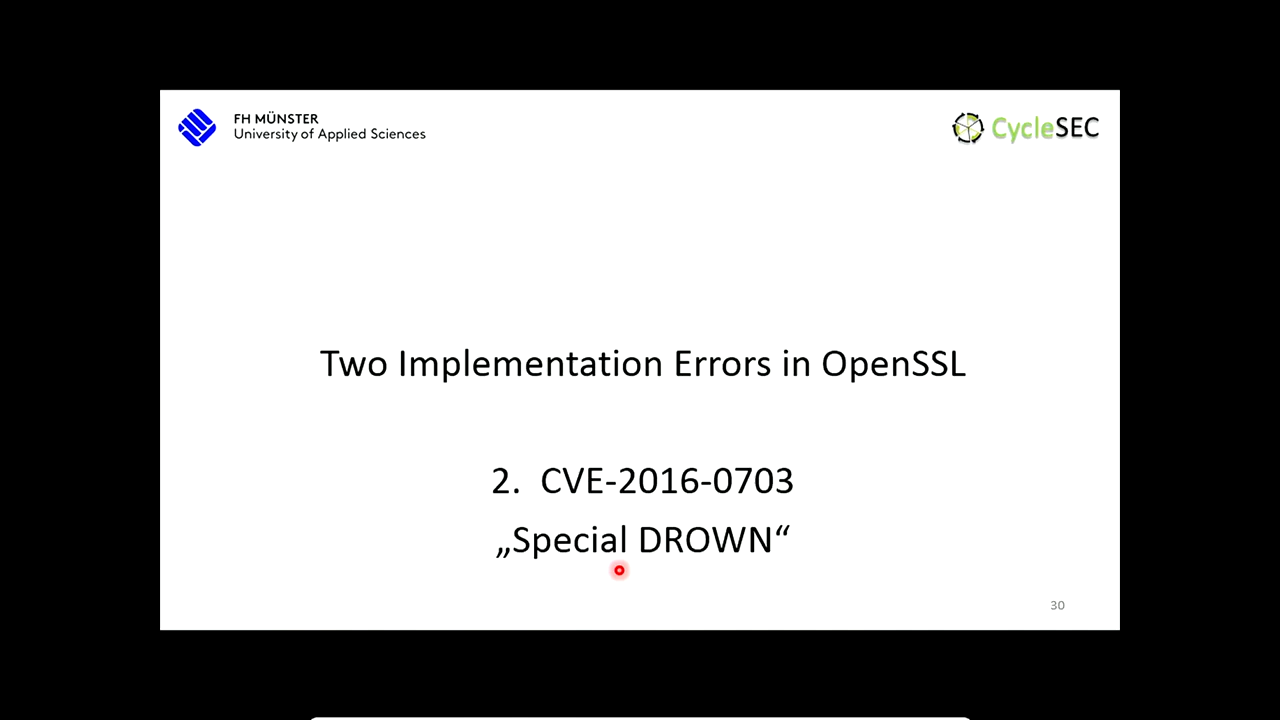 FH MÜNSTER
University of Applied Sciences
CycleSEC
Two Implementation Errors in OpenSSL
2. CVE-2016-0703
„Special DROWN“
30